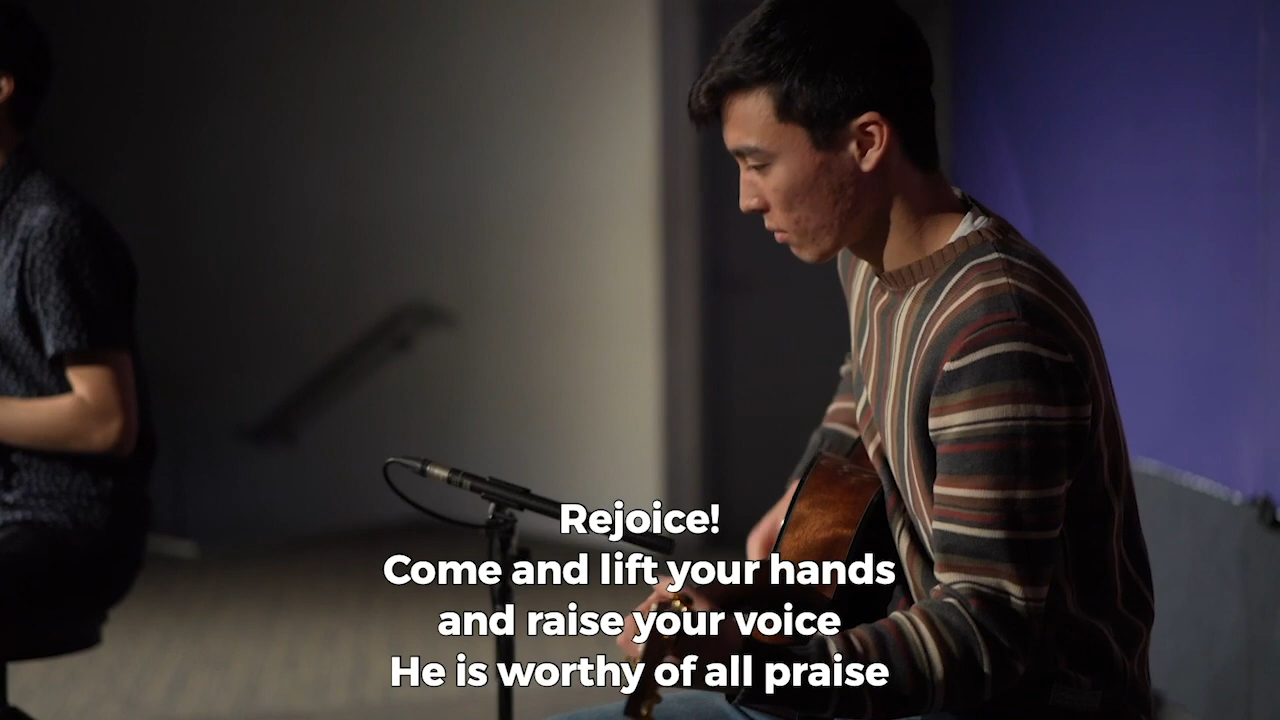 Rejoice!
Come and lift your hands
and raise your voice
He is worthy of all praise